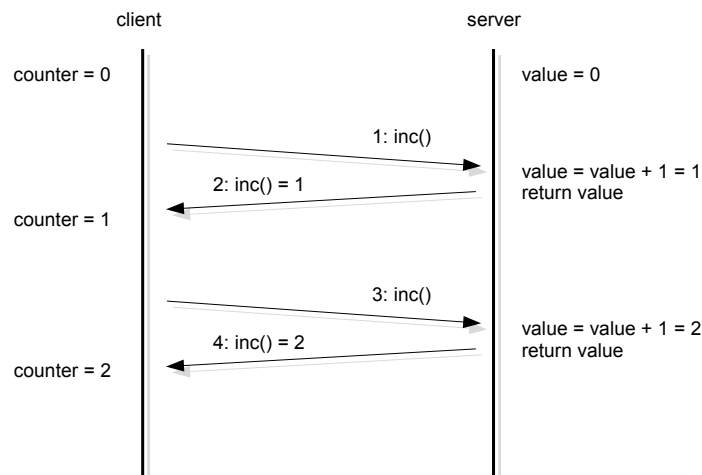 client
server
counter = 0
value = 0
1: inc()
value = value + 1 = 1
2: inc() = 1
return value
counter = 1
3: inc()
value = value + 1 = 2
4: inc() = 2
return value
counter = 2